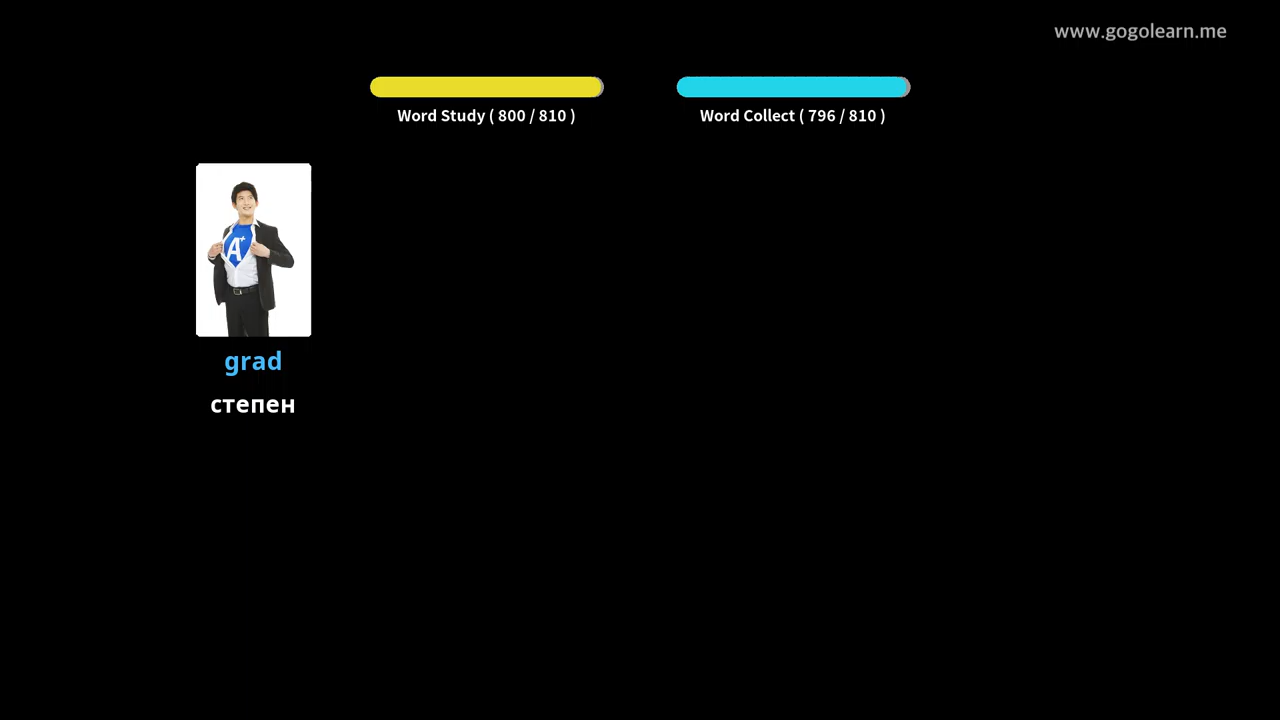 www.gogolearn.me
Word Study ( 800 / 810 )
Word Collect ( 796 / 810 )
A+
grad
степен